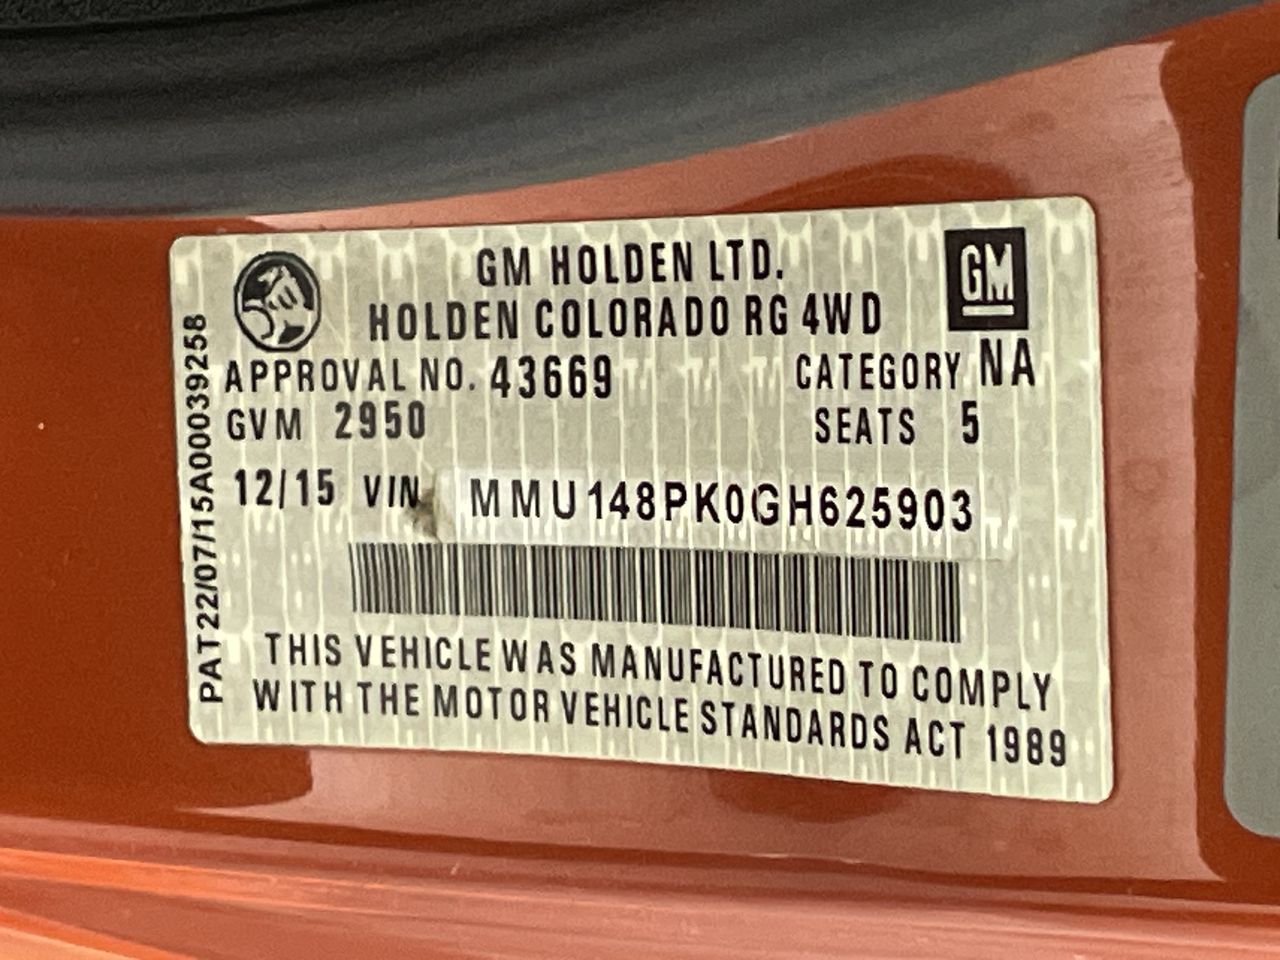 GM HOLDEN LTD.
GM
HOLDEN COLORADO RG 4WD
APPROVAL NO. 43669 CATEGORY NA
GVM 2950 SEATS 5
12/15 VIN MMU148PK0GH625903
THIS VEHICLE WAS MANUFACTURED TO COMPLY
WITH THE MOTOR VEHICLE STANDARDS ACT 1989
PAT22/07/15A00039258